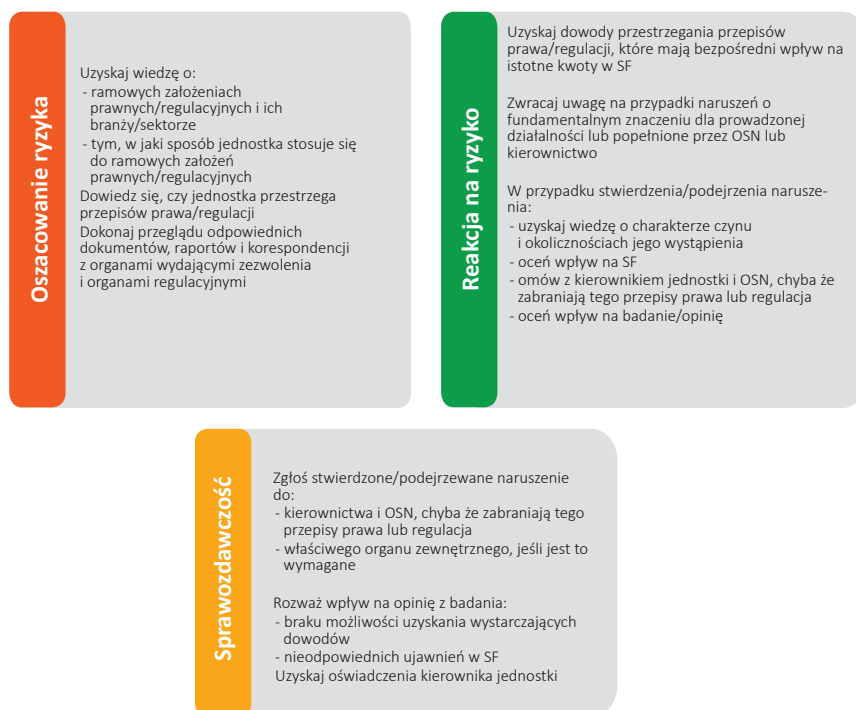 Oszacowanie ryzyka
Uzyskaj wiedzę o:
- ramowych założeniach
prawnych/regulacyjnych i ich
branży/sektorze
- tym, w jaki sposób jednostka stosuje się
do ramowych założeń
prawnych/regulacyjnych
Dowiedz się, czy jednostka przestrzega
przepisów prawa/regulacji
Dokonaj przeglądu odpowiednich
dokumentów, raportów i korespondencji
z organami wydającymi zezwolenia
i organami regulacyjnymi
Reakcja na ryzyko
Uzyskaj dowody przestrzegania przepisów
prawa/regulacji, które mają bezpośredni wpływ na
istotne kwoty w SF
Zwracaj uwagę na przypadki naruszeń o
fundamentalnym znaczeniu dla prowadzonej
działalności lub popełnione przez OSN lub
kierownictwo
W przypadku stwierdzenia/podejrzenia narusze-
nia:
- uzyskaj wiedzę o charakterze czynu
i okolicznościach jego wystąpienia
- oceń wpływ na SF
- omów z kierownikiem jednostki i OSN, chyba że
zabraniają tego przepisy prawa lub regulacja
- oceń wpływ na badanie/opinię
Sprawozdawczość
Zgłoś stwierdzone/podejrzewane naruszenie
do:
- kierownictwa i OSN, chyba że zabraniają tego
przepisy prawa lub regulacja
- właściwego organu zewnętrznego, jeśli jest to
wymagane
Rozważ wpływ na opinię z badania:
- braku możliwości uzyskania wystarczających
dowodów
- nieodpowiednich ujawnień w SF
Uzyskaj oświadczenia kierownika jednostki